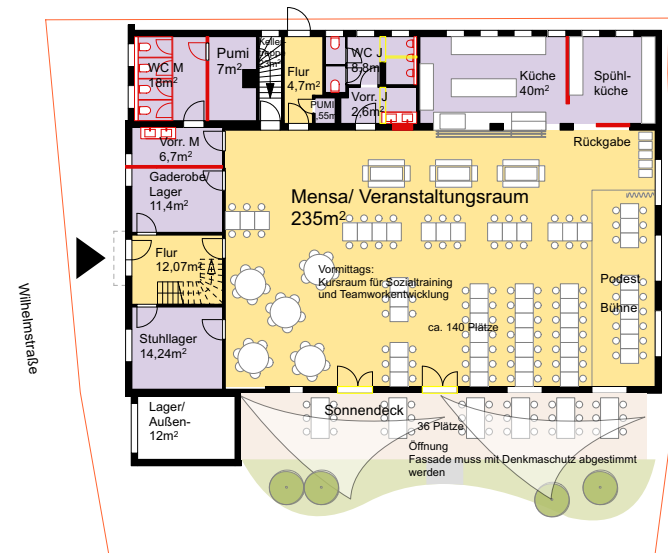 WC M
18m²
Pumi
7m²
Flur
4,7m²
PUMI
WC J
8,8m²
Vorr. J
2,6m²
Küche
40m²
Spühl-
küche
Rückgabe
Vorr. M
6,7m²
Gaderobe/
Lager
11,4m²
Mensa/ Veranstaltungsraum
235m²
Flur
12,07m²
Vormittags:
Kursraum für Sozialtraining
und Teamworkentwicklung
Podest
Bühne
ca. 140 Plätze
Wilhelmstraße
Stuhllager
14,24m²
Lager/
Außen-
12m²
Sonnendeck
36 Plätze
Öffnung
Fassade muss mit Denkmaschutz abgestimmt
werden